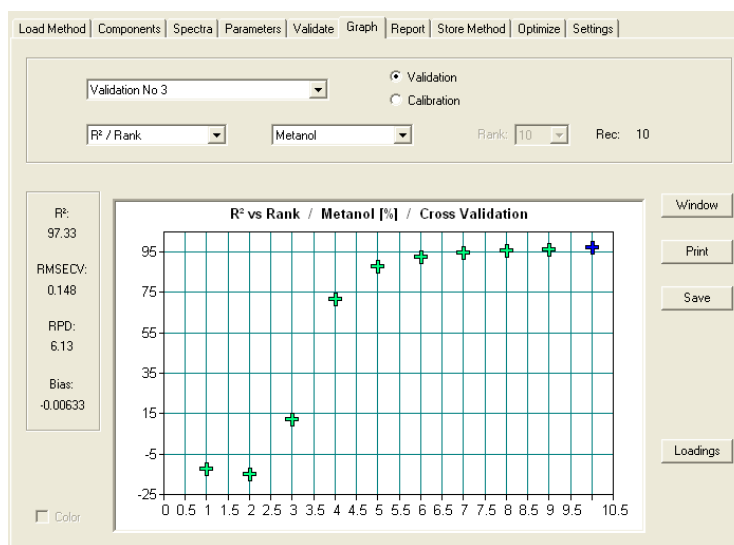 Load Method Components Spectra Parameters Validate Graph Report Store Method Optimize Settings
Validation No 3
Validation
Calibration
R² / Rank Metanol Rank: 10 Rec: 10
R²:
97.33
RMSECV:
0.148
RPD:
6.13
Bias:
-0.00633
Color
R² vs Rank / Metanol [%] / Cross Validation
95
75
55
35
15
-5
-25
0 0.5 1 1.5 2 2.5 3 3.5 4 4.5 5 5.5 6 6.5 7 7.5 8 8.5 9 9.5 10.5
Window
Print
Save
Loadings